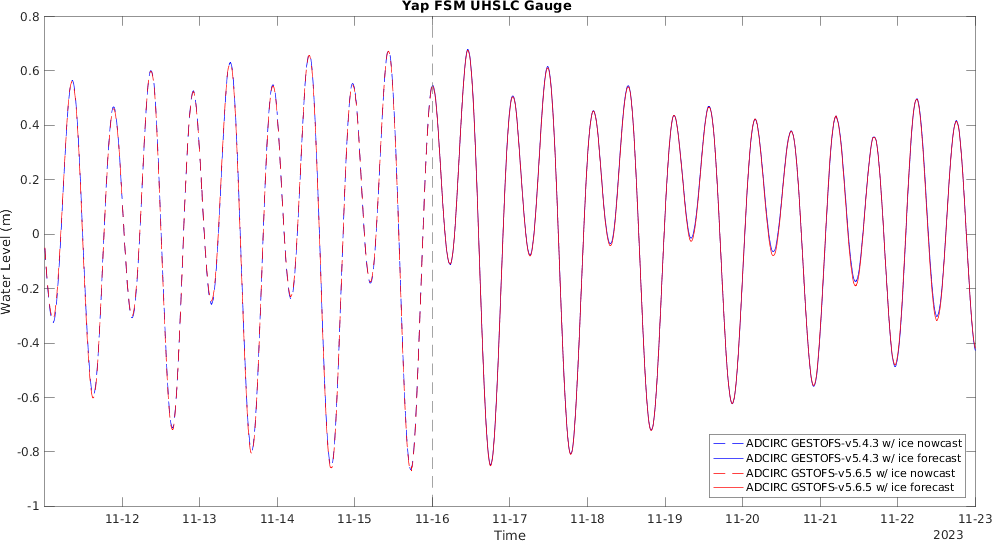 Yap FSM UHSLC Gauge
0.8
0.6
0.4
0.2
0
-0.2
-0.4
-0.6
-0.8
-1
Water Level (m)
ADCIRC GESTOFS-v5.4.3 w/ ice nowcast
ADCIRC GESTOFS-v5.4.3 w/ ice forecast
ADCIRC GSTOFS-v5.6.5 w/ ice nowcast
ADCIRC GSTOFS-v5.6.5 w/ ice forecast
11-12 11-13 11-14 11-15 11-16 11-17 11-18 11-19 11-20 11-21 11-22 11-23
Time
2023